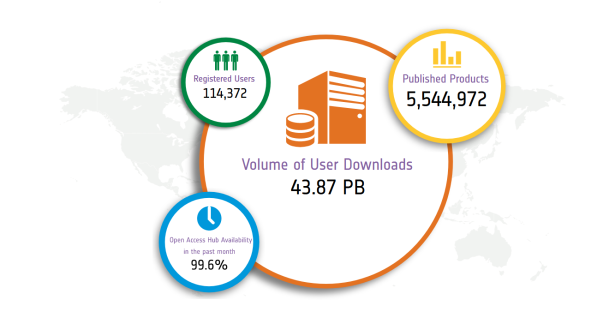 Registered Users
114,372
Published Products
5,544,972
Volume of User Downloads
43.87 PB
Open Access Hub Availability
in the past month
99.6%